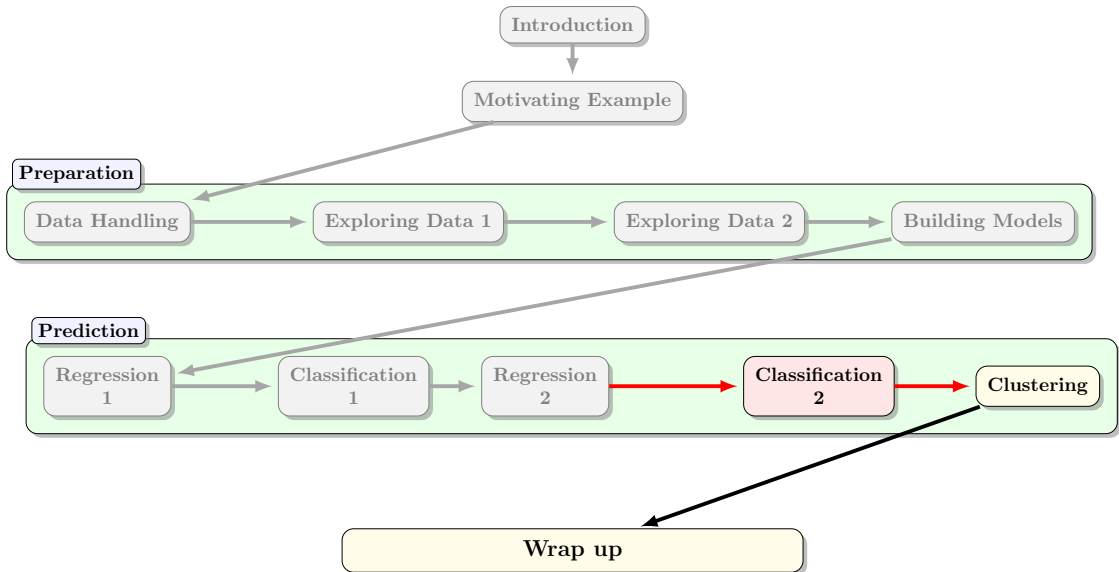 Introduction
Motivating Example
Preparation
Data Handling
Exploring Data 1
Exploring Data 2
Building Models
Prediction
Regression
1
Classification
1
Regression
2
Classification
2
Clustering
Wrap up